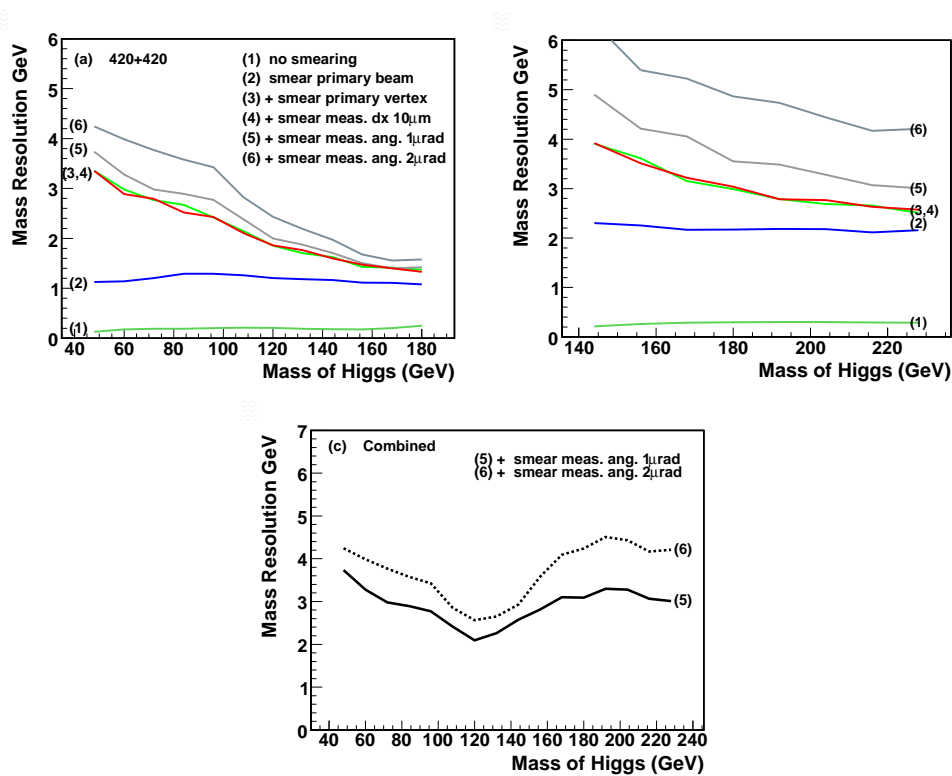 Mass Resolution GeV
6
5
4
3
2
1
0
(a) 420+420
(1) no smearing
(2) smear primary beam
(3) + smear primary vertex
(4) + smear meas. dx 10μm
(5) + smear meas. ang. 1μrad
(6) + smear meas. ang. 2μrad
(6)
(5)
(3,4)
(2)
(1)
40 60 80 100 120 140 160 180
Mass of Higgs (GeV)
Mass Resolution GeV
6
5
4
3
2
1
0
(6)
(5)
(3,4)
(2)
(1)
140 160 180 200 220
Mass of Higgs (GeV)
Mass Resolution GeV
7
6
5
4
3
2
1
0
(c) Combined
(5) + smear meas. ang. 1μrad
(6) + smear meas. ang. 2μrad
(6)
(5)
40 60 80 100 120 140 160 180 200 220 240
Mass of Higgs (GeV)